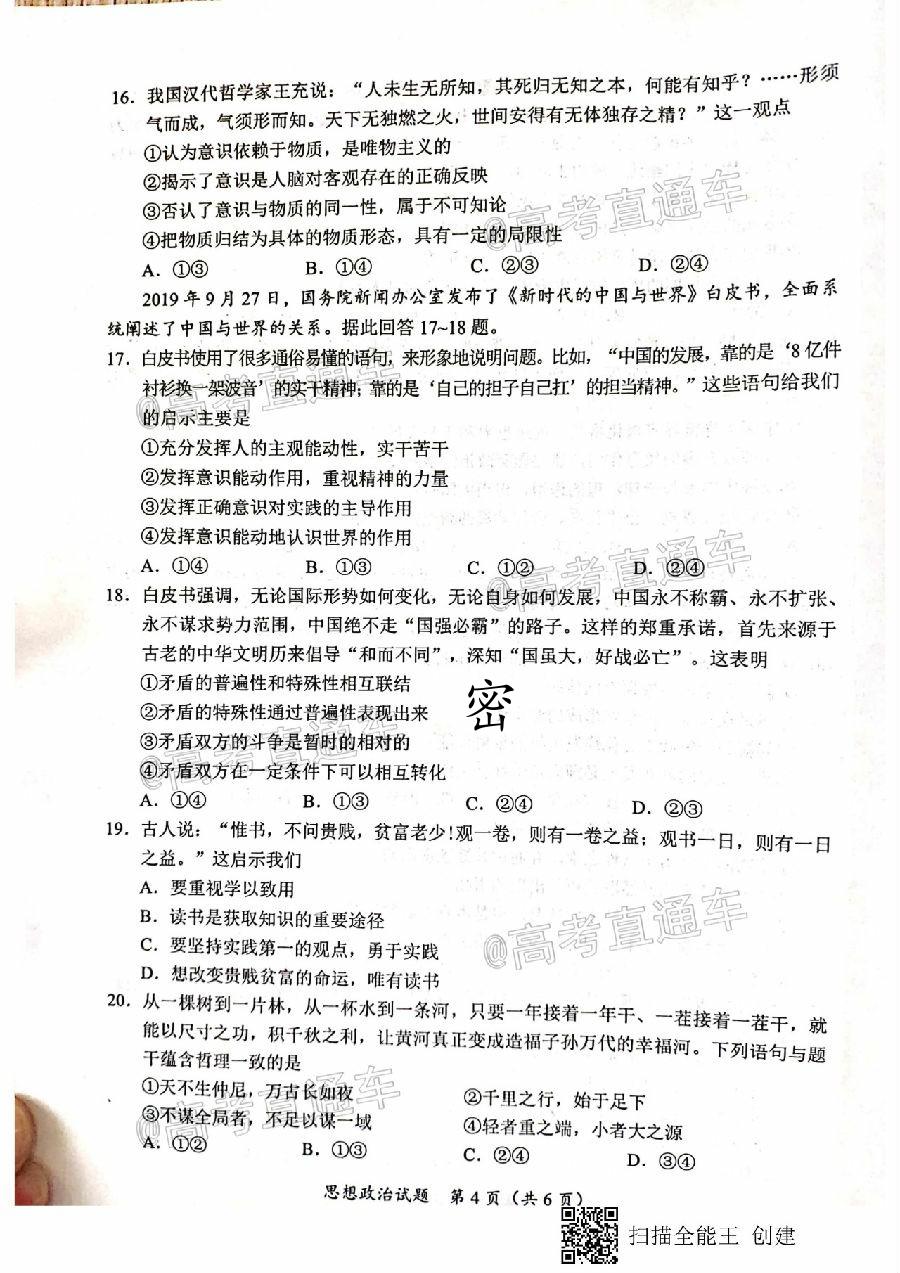 16. 我国汉代哲学家王充说：“人未生无所知，其死归无知之本，何能有知乎？……形须
气而成，气须形而知。天下无独燃之火，世间安得有无体独存之精？”这一观点
①认为意识依赖于物质，是唯物主义的
②揭示了意识是人脑对客观存在的正确反映
③否认了意识与物质的同一性，属于不可知论
④把物质归结为具体的物质形态，具有一定的局限性
A．①③ B．①④ C．②③ D．②④
2019年9月27日，国务院新闻办公室发布了《新时代的中国与世界》白皮书，全面系
统阐述了中国与世界的关系。据此回答17~18题。
17. 白皮书使用了很多通俗易懂的语句，来形象地说明问题。比如，“中国的发展，靠的是‘8亿件
衬衫换一架波音’的实干精神；靠的是‘自己的担子自己扛’的担当精神。”这些语句给我们
的启示主要是
①充分发挥人的主观能动性，实干苦干
②发挥意识能动作用，重视精神的力量
③发挥正确意识对实践的主导作用
④发挥意识能动地认识世界的作用
A．①④ B．②③ C．①② D．③④
18. 白皮书强调，无论国际形势如何变化，无论自身如何发展，中国永不称霸、永不扩张、
永不谋求势力范围，中国绝不走“国强必霸”的路子。这样的郑重承诺，首先来源于
古老的中华文明历来倡导“和而不同”，深知“国虽大，好战必亡”。这表明
①矛盾的普遍性和特殊性相互联结
②矛盾的特殊性通过普遍性表现出来
密
③矛盾双方的斗争是暂时的相对的
④矛盾双方在一定条件下可以相互转化
A．①④ B．①③ C．②④ D．②③
19. 古人说：“惟书，不问贵贱，贫富老少！观一卷，则有一卷之益；观书一日，则有一日
之益。”这启示我们
A．要重视学以致用
B．读书是获取知识的重要途径
C．要坚持实践第一的观点，勇于实践
D．想改变贵贱贫富的命运，唯有读书
20. 从一棵树到一片林，从一杯水到一条河，只要一年接着一年干、一茬接着一茬干，就
能以尺寸之功，积千秋之利，让黄河真正变成造福子孙万代的幸福河。下列语句与题
干蕴含哲理一致的是
①天不生仲尼，万古长如夜 ②千里之行，始于足下
③不谋全局者，不足以谋一域 ④轻者重之端，小者大之源
A．①② B．①③ C．②④ D．③④
思想政治试题 第4页（共6页）
扫描全能王 创建
@高考直通车
@高考直通车
@高考直通车
@高考直通车
@高考直通车
@高考直通车